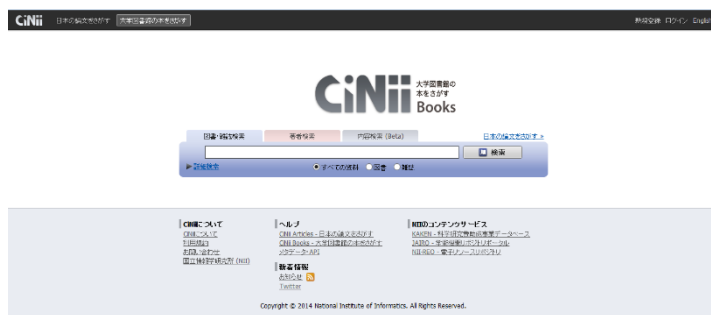 CiNii 日本の論文をさがす 大学図書館の本をさがす 新規登録 ログイン English
CiNii 大学図書館の
本をさがす
Books
図書・雑誌検索 著者検索 内容検索 (Beta) 日本の論文をさがす »
検索
詳細検索 すべての資料 図書 雑誌
CiNiiについて ヘルプ NIIのコンテンツサービス
CiNiiについて CiNii Articles - 日本の論文をさがす KAKEN - 科学研究費助成事業データベース
利用規約 CiNii Books - 大学図書館の本をさがす JAIRO - 学術機関リポジトリポータル
お問い合わせ メタデータ・API NII-REO - 電子リソースリポジトリ
国立情報学研究所 (NII)
新着情報
お知らせ
Twitter
Copyright © 2014 National Institute of Informatics. All Rights Reserved.